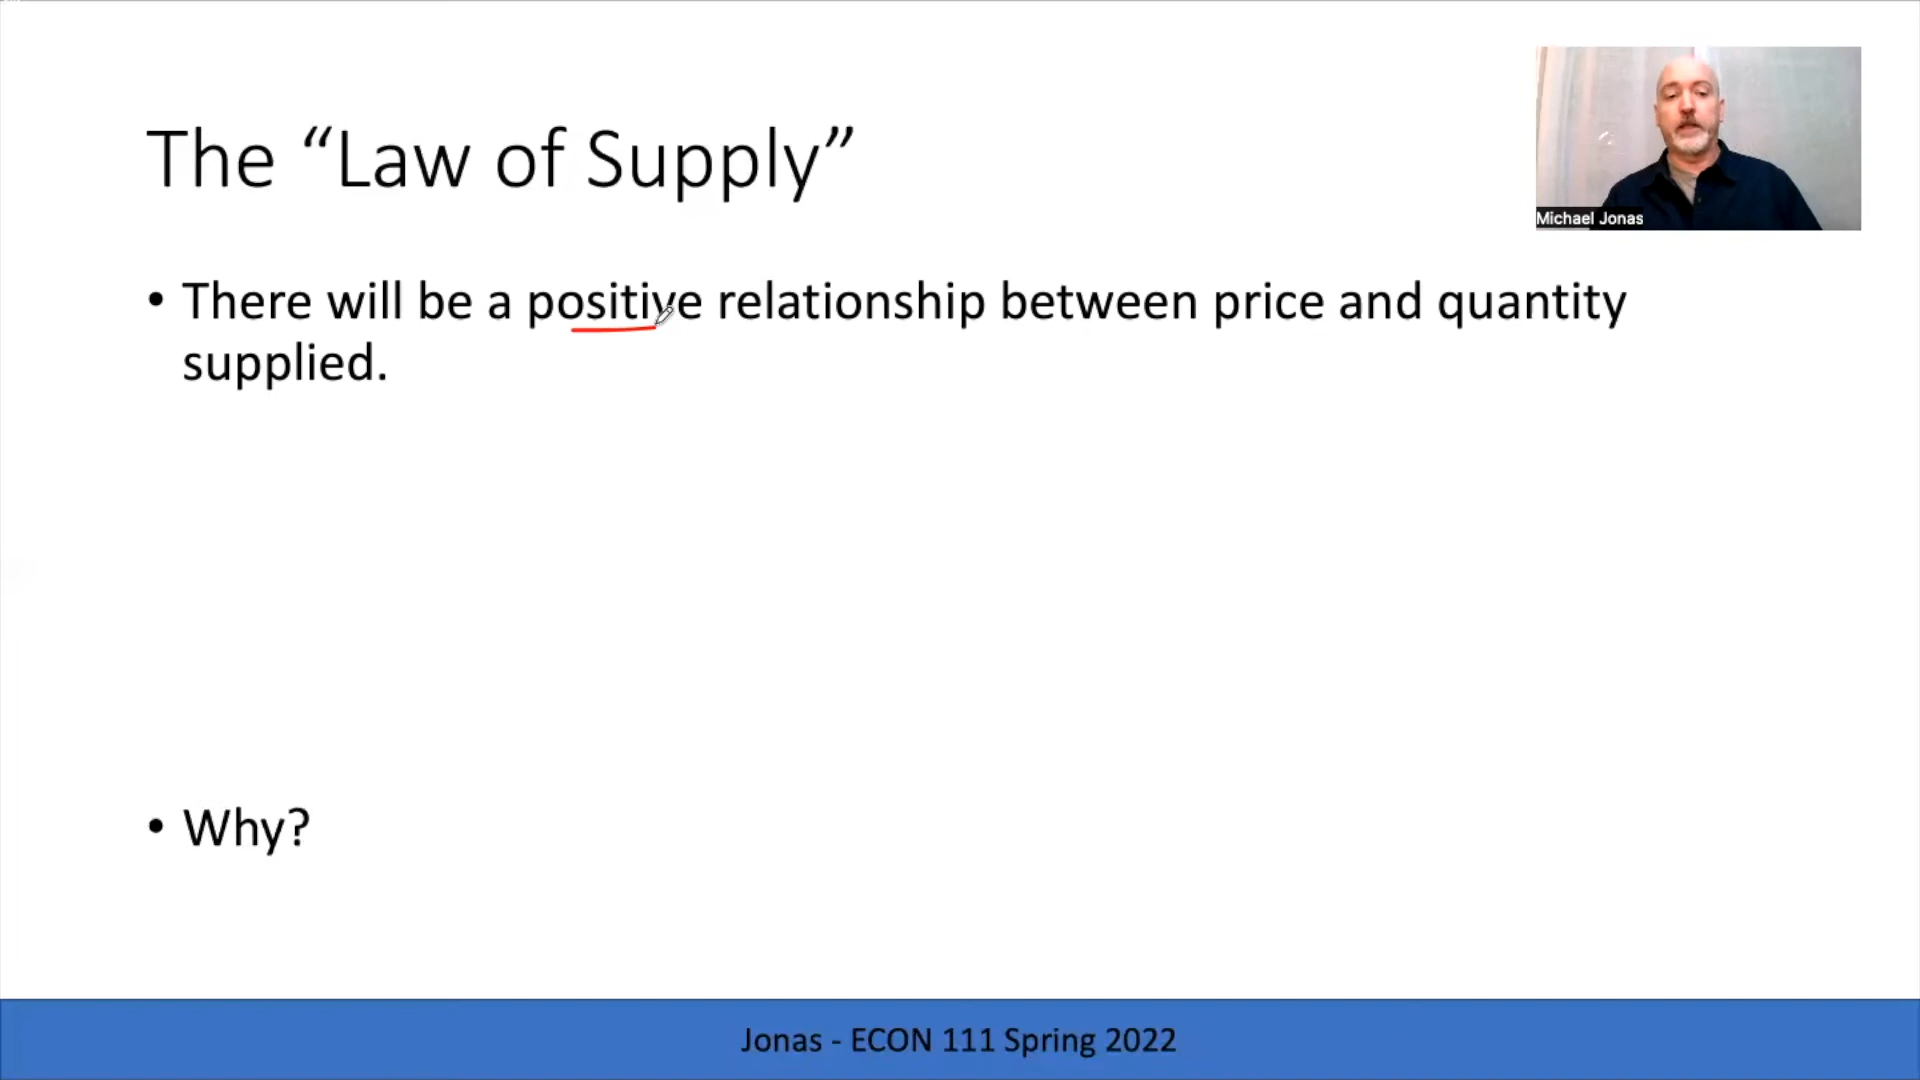 The “Law of Supply”
Michael Jonas
• There will be a positive relationship between price and quantity
supplied.
• Why?
Jonas - ECON 111 Spring 2022